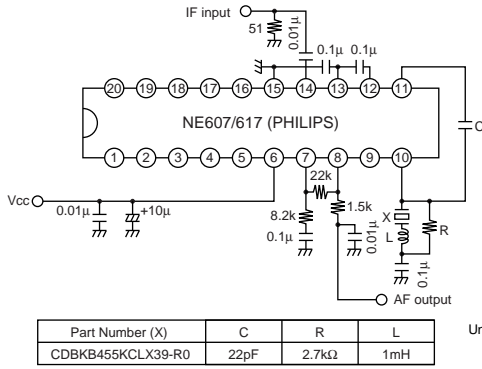 IF input
51
0.01μ
0.1μ
0.1μ
20 19 18 17 16 15 14 13 12 11
NE607/617 (PHILIPS)
C
1 2 3 4 5 6 7 8 9 10
22k
Vcc
0.01μ
+10μ
8.2k
1.5k
0.1μ
0.01μ
X
L
R
0.1μ
AF output
Part Number (X) C R L
CDBKB455KCLX39-R0 22pF 2.7kΩ 1mH